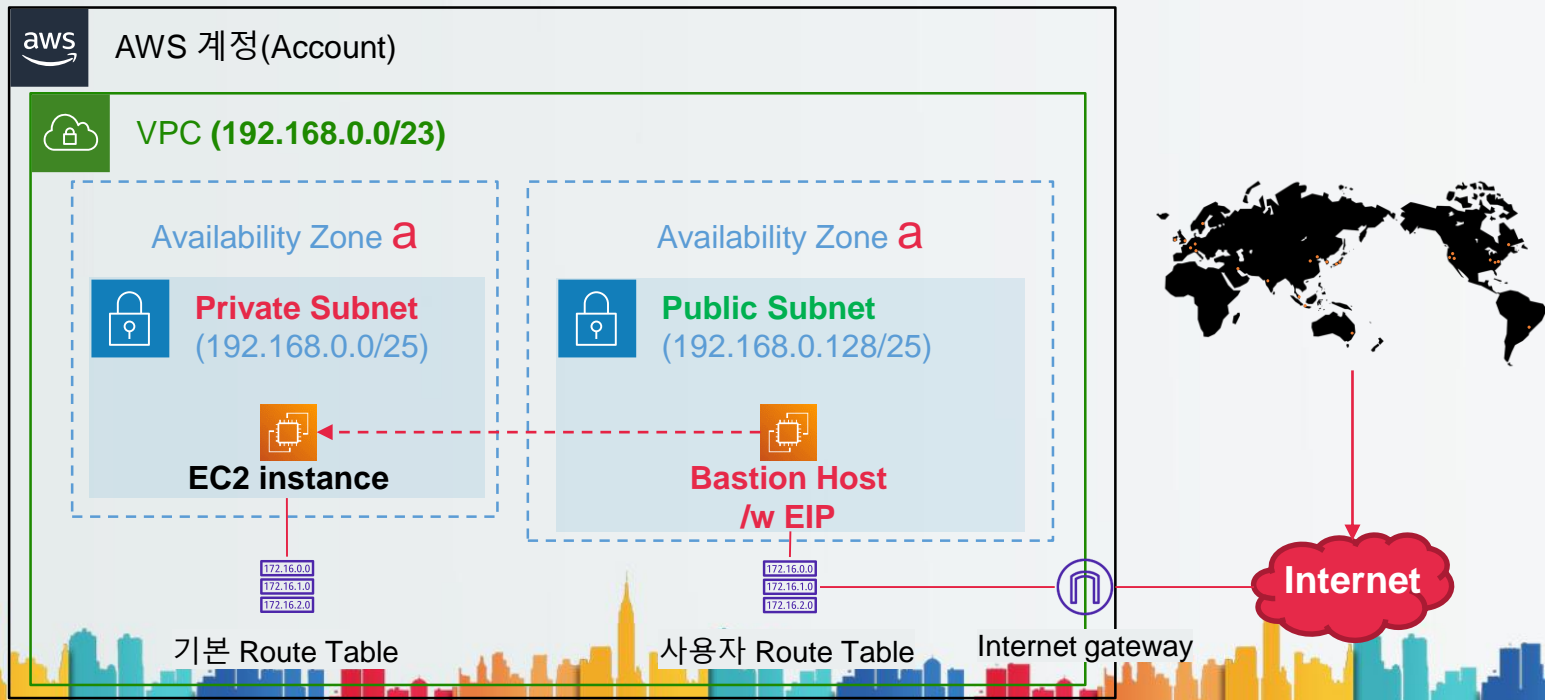 aws
AWS 계정(Account)
VPC (192.168.0.0/23)
Availability Zone a
Private Subnet
(192.168.0.0/25)
EC2 instance
172.16.0.0
172.16.1.0
172.16.2.0
기본 Route Table
Availability Zone a
Public Subnet
(192.168.0.128/25)
Bastion Host
/w EIP
172.16.0.0
172.16.1.0
172.16.2.0
사용자 Route Table
Internet gateway
Internet